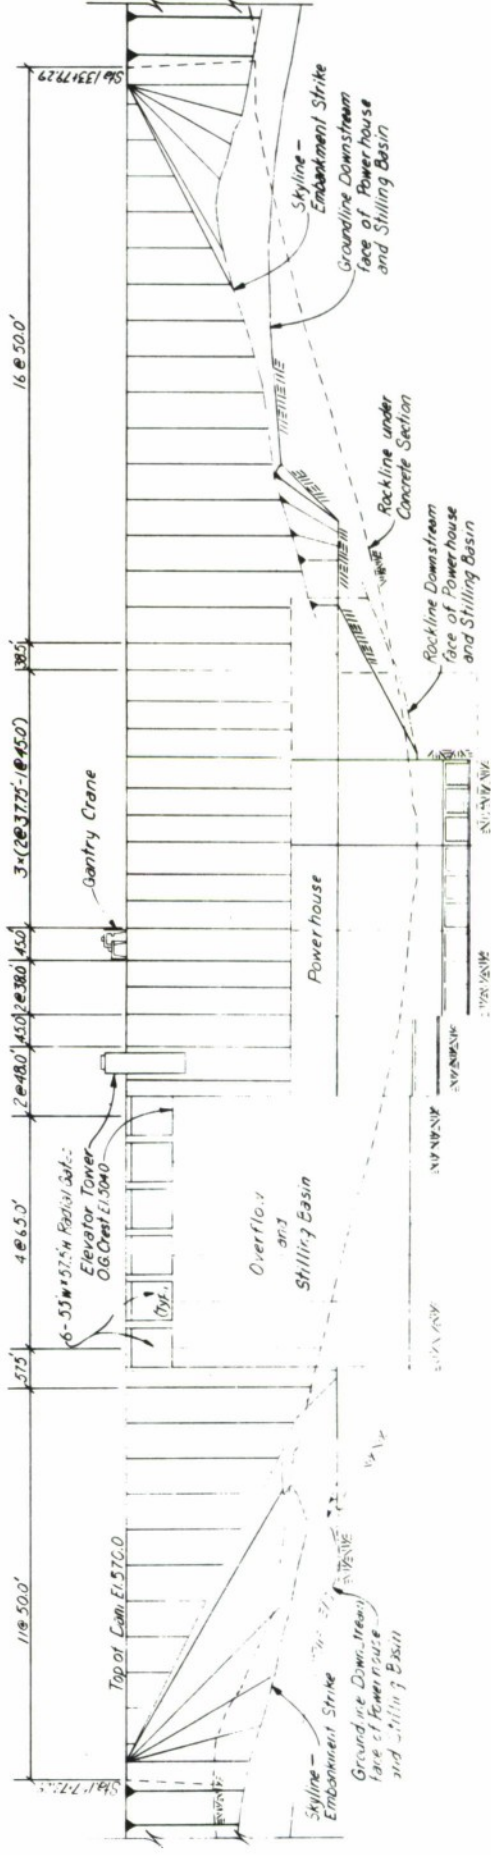 11@ 50.0'
57.5
4 @ 65.0'
2@48.0'
45.0'
2@38.0'
45.0'
3×(2@37.75'-1@45.0')
38.5'
16 @ 50.0'
Sta 133+79.29
Top of Dam El. 570.0
6-55'W×57.5'H Radial Gates
(Typ.)
Elevator Tower
O.G. Crest El. 504.0
Gantry Crane
Overflow
and
Stilling Basin
Powerhouse
Skyline-
Embankment Strike
Groundline Downstream
face of Powerhouse
and Stilling Basin
Skyline-
Embankment Strike
Groundline Downstream
face of Powerhouse
and Stilling Basin
Rockline under
Concrete Section
Rockline Downstream
face of Powerhouse
and Stilling Basin